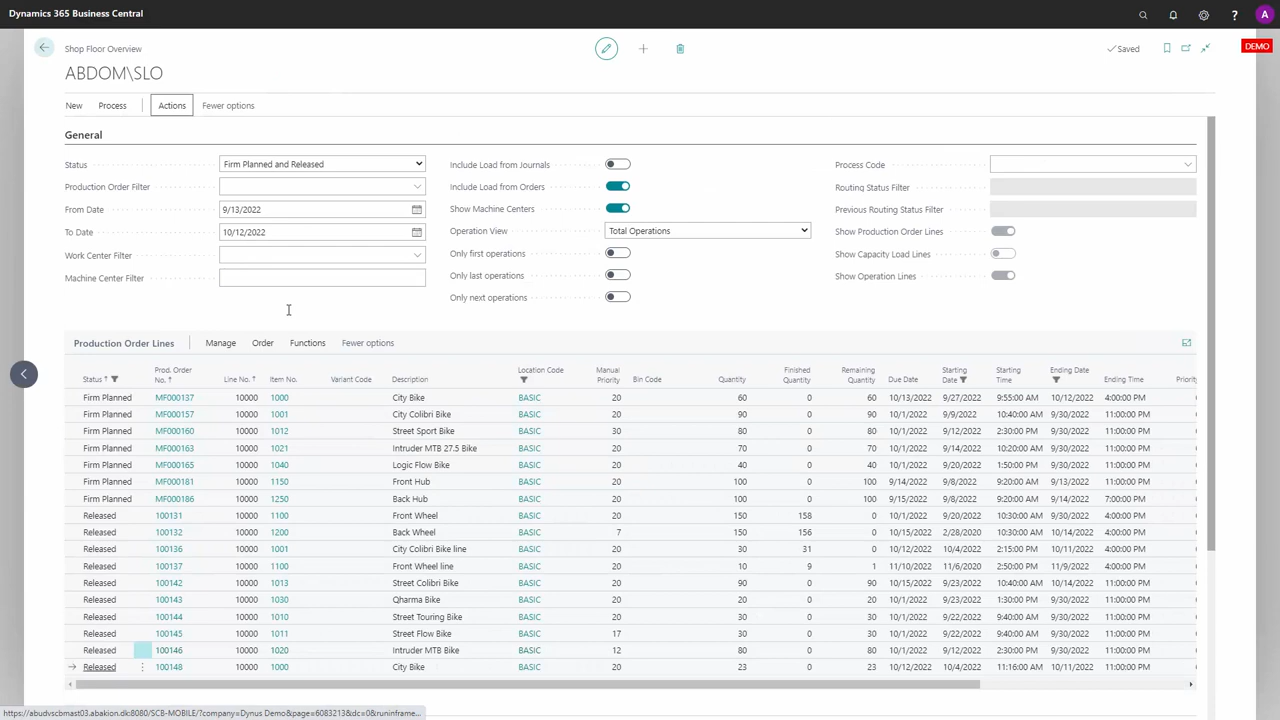 Dynamics 365 Business Central
A
Shop Floor Overview
Saved
DEMO
ABDOM\SLO
New Process Actions Fewer options
General
Status Firm Planned and Released Include Load from Journals Process Code
Production Order Filter Include Load from Orders Routing Status Filter
From Date 9/13/2022 Show Machine Centers Previous Routing Status Filter
To Date 10/12/2022 Operation View Total Operations Show Production Order Lines
Work Center Filter Only first operations Show Capacity Load Lines
Machine Center Filter Only last operations Show Operation Lines
Only next operations
Production Order Lines Manage Order Functions Fewer options
Status Prod. Order No. Line No. Item No. Variant Code Description Location Code Manual Priority Bin Code Quantity Finished Quantity Remaining Quantity Due Date Starting Date Starting Time Ending Date Ending Time Priority
Firm Planned MF000137 10000 1000 City Bike BASIC 20 60 0 60 10/13/2022 9/27/2022 9:55:00 AM 10/12/2022 4:00:00 PM
Firm Planned MF000157 10000 1001 City Colibri Bike BASIC 20 90 0 90 10/1/2022 9/9/2022 10:40:00 AM 9/30/2022 11:00:00 PM
Firm Planned MF000160 10000 1012 Street Sport Bike BASIC 30 80 0 80 10/1/2022 9/12/2022 2:30:00 PM 9/30/2022 11:00:00 PM
Firm Planned MF000163 10000 1021 Intruder MTB 27.5 Bike BASIC 20 70 0 70 10/1/2022 9/14/2022 10:20:00 AM 9/30/2022 11:00:00 PM
Firm Planned MF000165 10000 1040 Logic Flow Bike BASIC 20 40 0 40 10/1/2022 9/20/2022 1:50:00 PM 9/30/2022 11:00:00 PM
Firm Planned MF000181 10000 1150 Front Hub BASIC 20 100 0 100 9/14/2022 9/8/2022 9:20:00 AM 9/13/2022 11:00:00 PM
Firm Planned MF000186 10000 1250 Back Hub BASIC 20 100 0 100 9/15/2022 9/8/2022 9:20:00 AM 9/14/2022 7:00:00 PM
Released 100131 10000 1100 Front Wheel BASIC 20 150 158 0 10/1/2022 9/20/2022 10:30:00 AM 9/30/2022 4:00:00 PM
Released 100132 10000 1200 Back Wheel BASIC 7 150 156 0 10/15/2022 2/28/2020 10:30:00 AM 10/14/2022 4:00:00 PM
Released 100136 10000 1001 City Colibri Bike line BASIC 20 30 31 0 10/12/2022 10/4/2022 2:15:00 PM 10/11/2022 4:00:00 PM
Released 100137 10000 1100 Front Wheel line BASIC 20 10 9 1 11/10/2022 11/6/2020 2:50:00 PM 11/9/2022 4:00:00 PM
Released 100142 10000 1013 Street Colibri Bike BASIC 20 90 0 90 10/15/2022 9/23/2022 10:40:00 AM 10/14/2022 11:00:00 PM
Released 100143 10000 1030 Qharma Bike BASIC 20 20 0 20 10/1/2022 9/23/2022 1:30:00 PM 9/30/2022 11:00:00 PM
Released 100144 10000 1010 Street Touring Bike BASIC 20 30 0 30 10/1/2022 9/22/2022 9:40:00 AM 9/30/2022 11:00:00 PM
Released 100145 10000 1011 Street Flow Bike BASIC 17 30 0 30 10/1/2022 9/22/2022 9:40:00 AM 9/30/2022 11:00:00 PM
Released 100146 10000 1020 Intruder MTB Bike BASIC 12 80 0 80 10/1/2022 9/12/2022 2:30:00 PM 9/30/2022 11:00:00 PM
Released 100148 10000 1000 City Bike BASIC 20 23 0 23 10/12/2022 10/4/2022 11:16:00 AM 10/11/2022 11:00:00 PM
https://abudvscbmast03.abakion.dk:8080/SCB-MOBILE/?company=Dynus Demo&page=6083213&dc=0&runinframe...